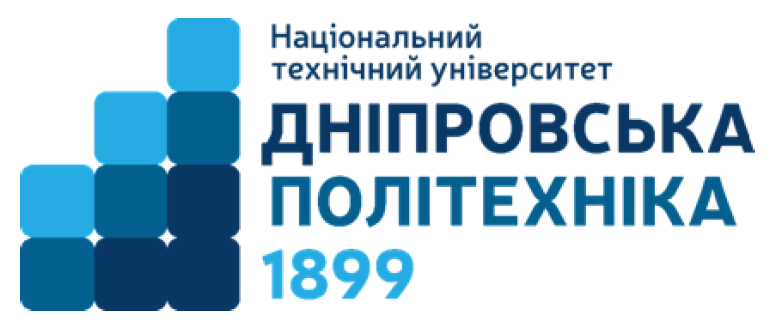 Національний
технічний університет
ДНІПРОВСЬКА
ПОЛІТЕХНІКА
1899